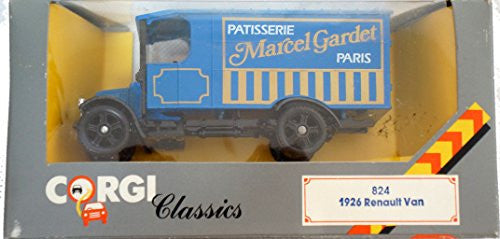 PATISSERIE
Marcel Gardet
PARIS
CORGI
Classics
824
1926 Renault Van